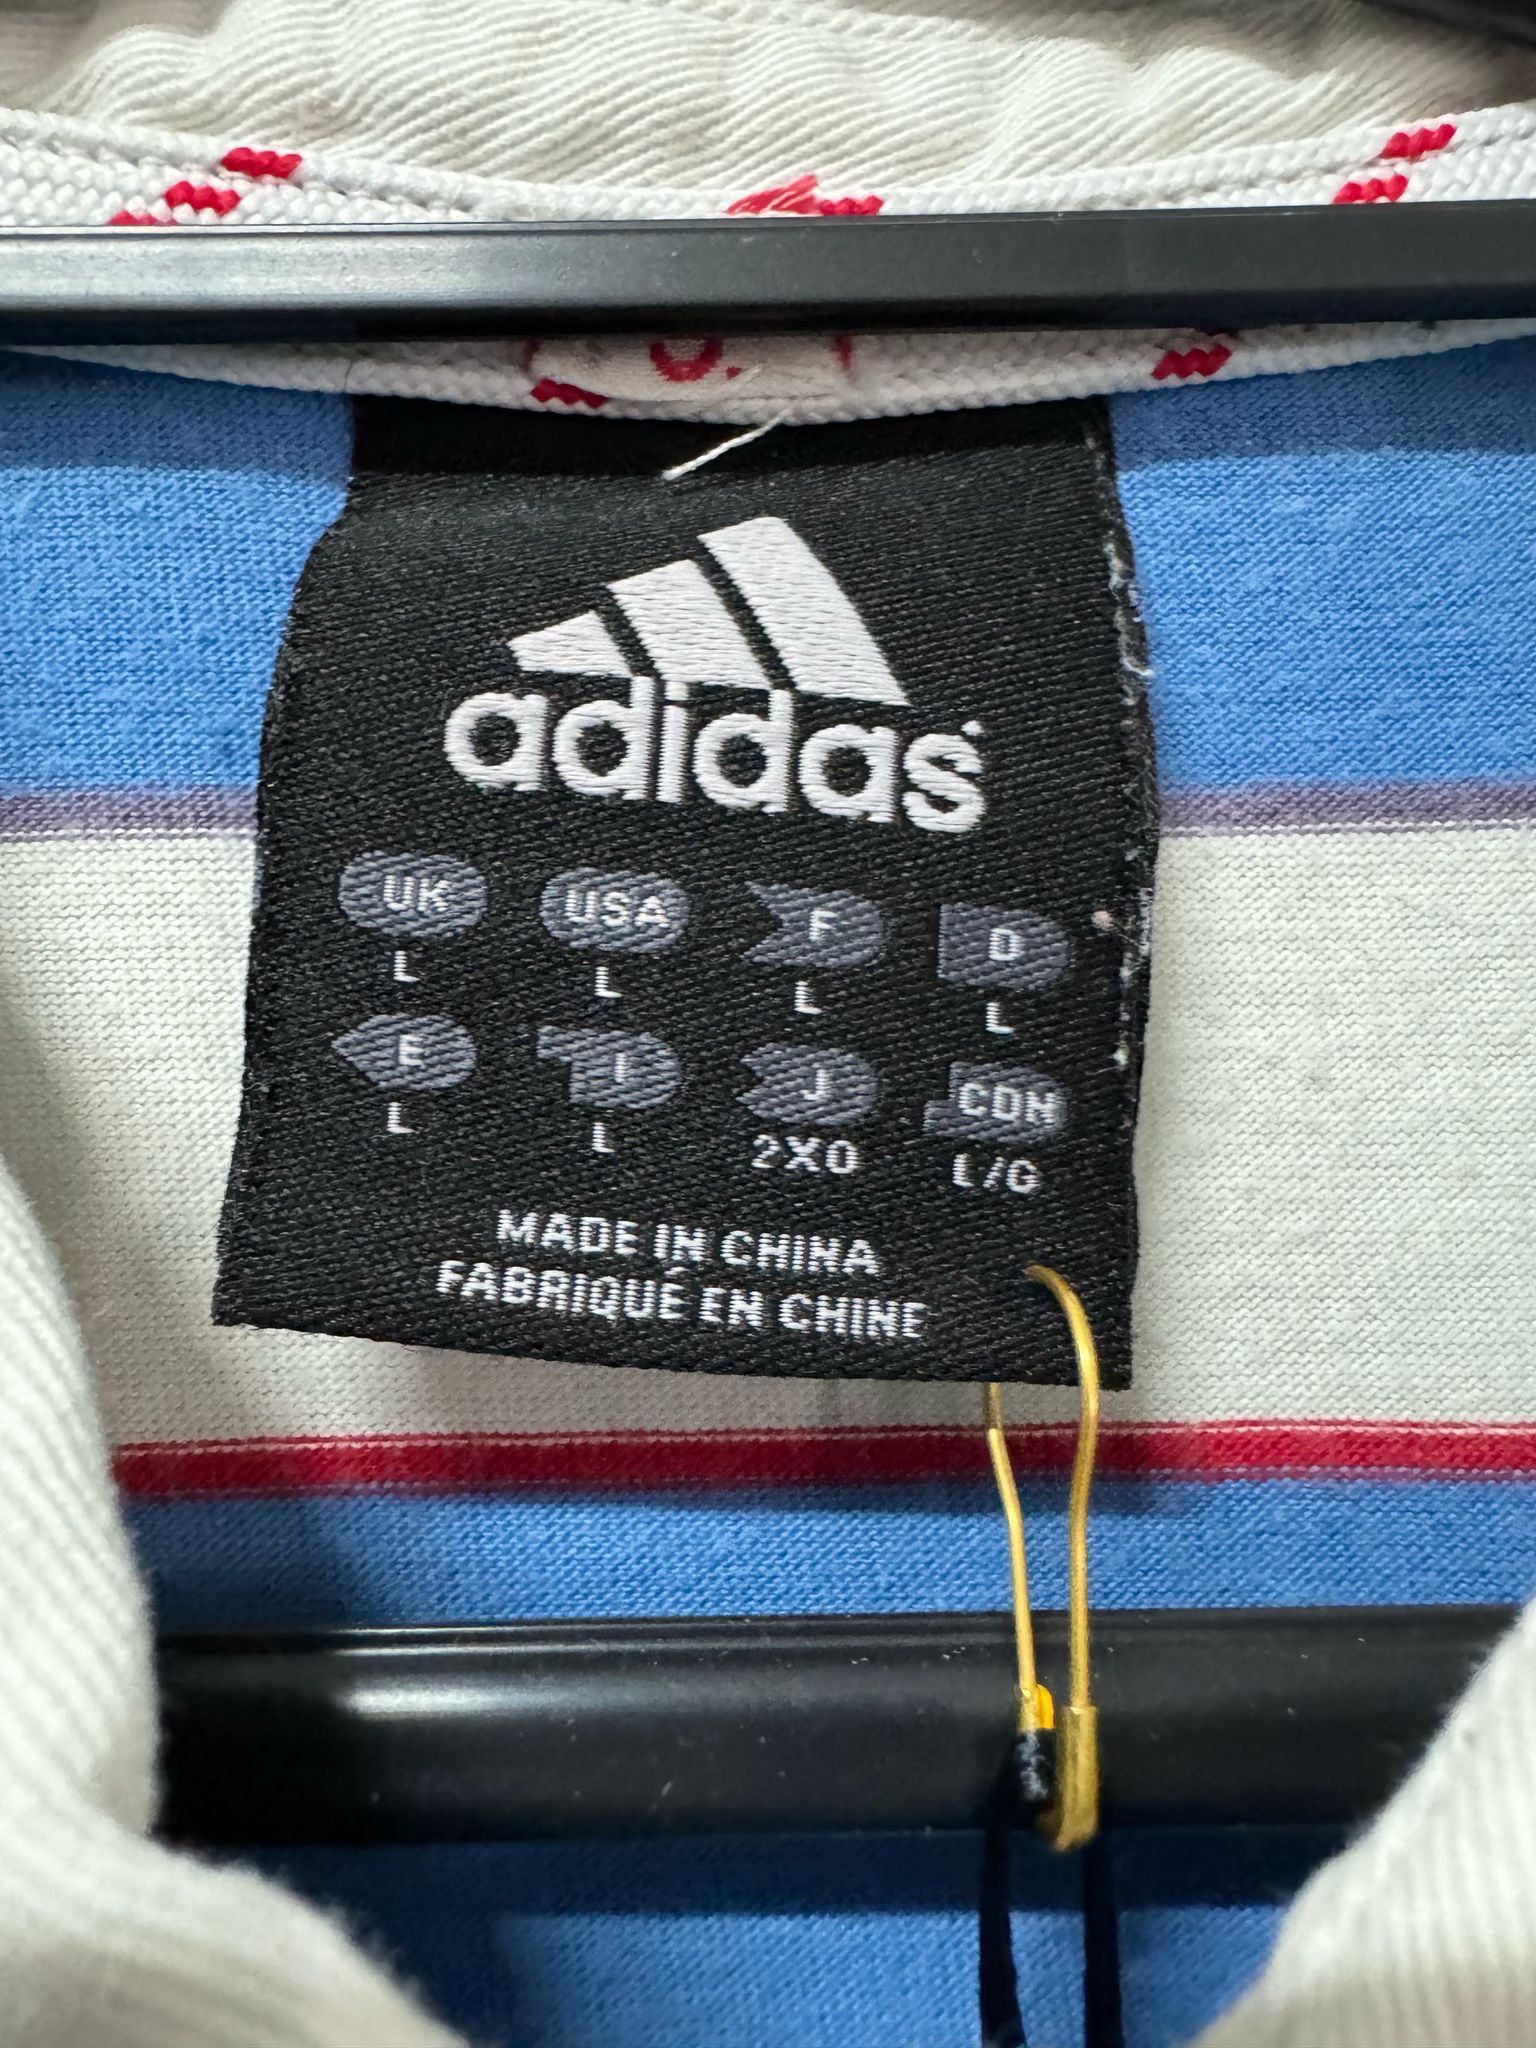 adidas
UK USA F D
L L L L
E I J CDN
L L 2XO L/G
MADE IN CHINA
FABRIQUÉ EN CHINE